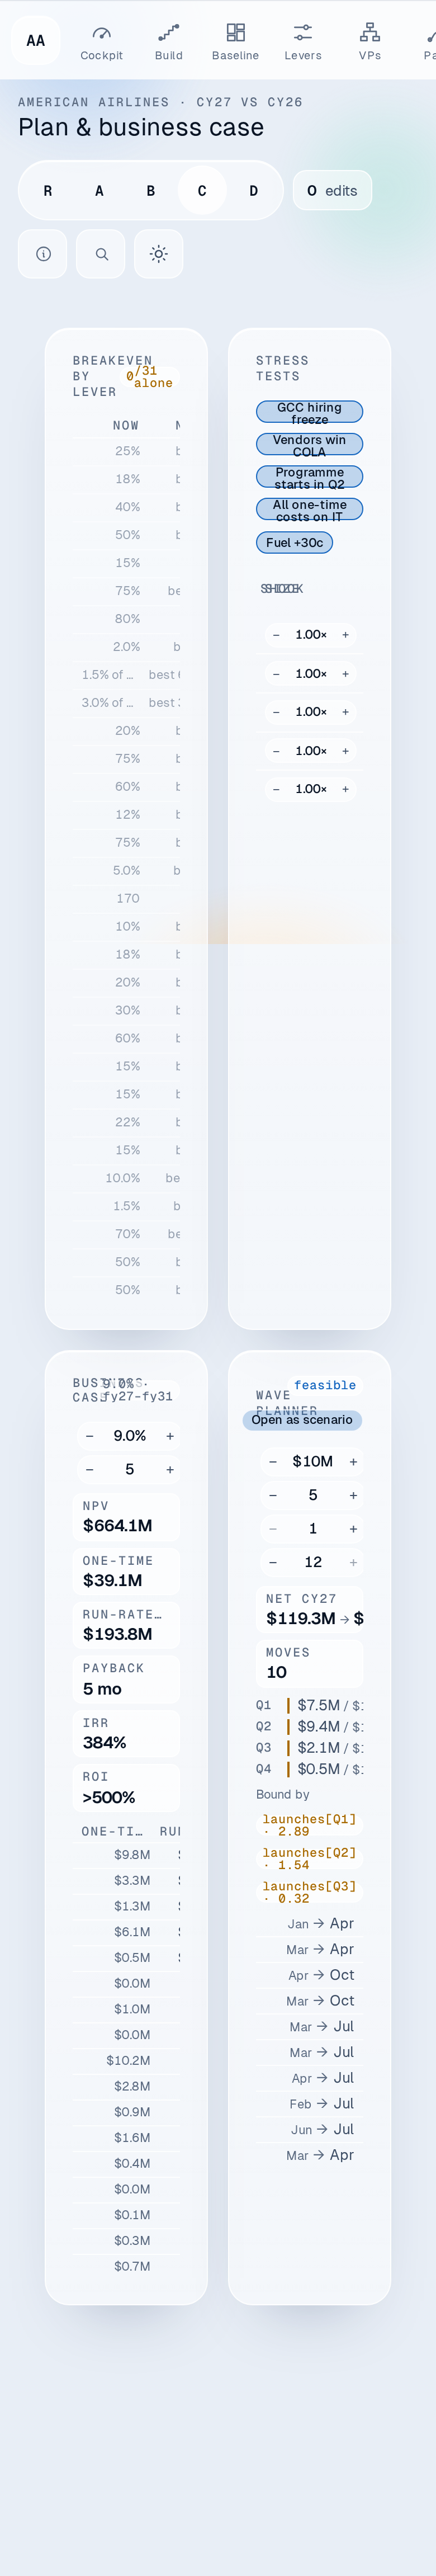 AA
Cockpit
Build
Baseline
Levers
VPs
AMERICAN AIRLINES · CY27 VS CY26
Plan & business case
R A B C D
0 edits
BREAKEVEN
BY
LEVER
0/31
alone
NOW
25%
18%
40%
50%
15%
75%
80%
2.0%
1.5% of …
3.0% of …
20%
75%
60%
12%
75%
5.0%
170
10%
18%
20%
30%
60%
15%
15%
22%
15%
10.0%
1.5%
70%
50%
50%
STRESS
TESTS
GCC hiring
freeze
Vendors win
COLA
Programme
starts in Q2
All one-time
costs on IT
Fuel +30c
− 1.00× +
− 1.00× +
− 1.00× +
− 1.00× +
− 1.00× +
BUSINESS
CASE
9.0% ·
fy27–fy31
− 9.0% +
− 5 +
NPV
$664.1M
ONE-TIME
$39.1M
RUN-RATE…
$193.8M
PAYBACK
5 mo
IRR
384%
ROI
>500%
ONE-TI…
$9.8M
$3.3M
$1.3M
$6.1M
$0.5M
$0.0M
$1.0M
$0.0M
$10.2M
$2.8M
$0.9M
$1.6M
$0.4M
$0.0M
$0.1M
$0.3M
$0.7M
WAVE
PLANNER
feasible
Open as scenario
− $10M +
− 5 +
− 1 +
− 12 +
NET CY27
$119.3M → $
MOVES
10
Q1 $7.5M /
Q2 $9.4M /
Q3 $2.1M /
Q4 $0.5M /
Bound by
launches[Q1]
· 2.89
launches[Q2]
· 1.54
launches[Q3]
· 0.32
Jan → Apr
Mar → Apr
Apr → Oct
Mar → Oct
Mar → Jul
Mar → Jul
Apr → Jul
Feb → Jul
Jun → Jul
Mar → Apr